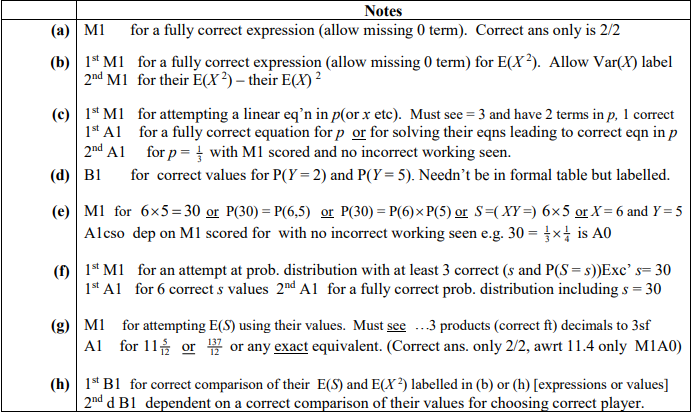 Notes
(a) M1 for a fully correct expression (allow missing 0 term). Correct ans only is 2/2
(b) 1st M1 for a fully correct expression (allow missing 0 term) for E(X²). Allow Var(X) label
2nd M1 for their E(X²) – their E(X)²
(c) 1st M1 for attempting a linear eq'n in p(or x etc). Must see = 3 and have 2 terms in p, 1 correct
1st A1 for a fully correct equation for p or for solving their eqns leading to correct eqn in p
2nd A1 for p = 1/3 with M1 scored and no incorrect working seen.
(d) B1 for correct values for P(Y = 2) and P(Y = 5). Needn't be in formal table but labelled.
(e) M1 for 6×5 = 30 or P(30) = P(6,5) or P(30) = P(6)×P(5) or S =( XY =) 6×5 or X = 6 and Y = 5
A1cso dep on M1 scored for with no incorrect working seen e.g. 30 = 1/3 × 1/4 is A0
(f) 1st M1 for an attempt at prob. distribution with at least 3 correct (s and P(S = s))Exc' s= 30
1st A1 for 6 correct s values 2nd A1 for a fully correct prob. distribution including s = 30
(g) M1 for attempting E(S) using their values. Must see …3 products (correct ft) decimals to 3sf
A1 for 11 5/12 or 137/12 or any exact equivalent. (Correct ans. only 2/2, awrt 11.4 only M1A0)
(h) 1st B1 for correct comparison of their E(S) and E(X²) labelled in (b) or (h) [expressions or values]
2nd d B1 dependent on a correct comparison of their values for choosing correct player.